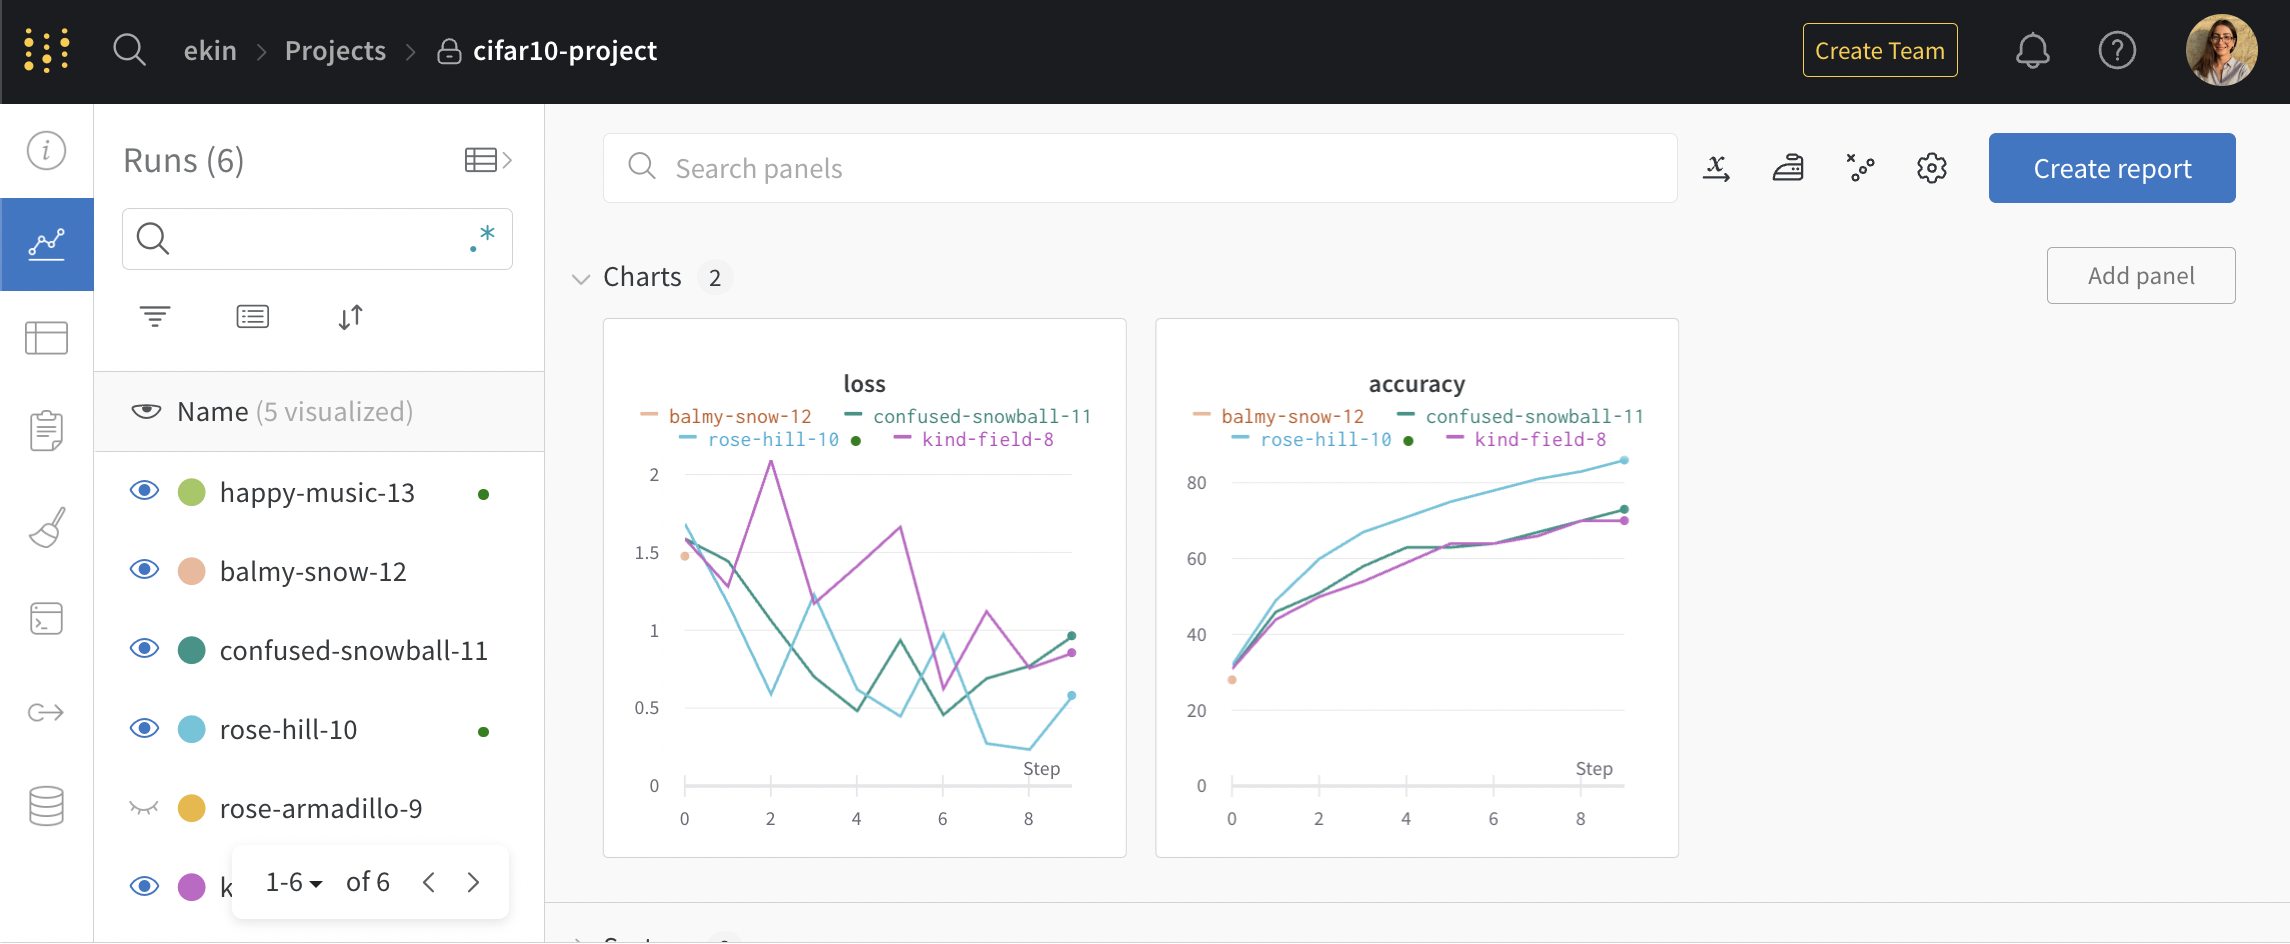 ekin > Projects > cifar10-project
Create Team
Runs (6)
.*
Name (5 visualized)
happy-music-13
balmy-snow-12
confused-snowball-11
rose-hill-10
rose-armadillo-9
k
1-6 of 6
Search panels
Create report
Charts 2
Add panel
loss
balmy-snow-12 confused-snowball-11
rose-hill-10 kind-field-8
2
1.5
1
0.5
0
Step
0 2 4 6 8
accuracy
balmy-snow-12 confused-snowball-11
rose-hill-10 kind-field-8
80
60
40
20
0
Step
0 2 4 6 8